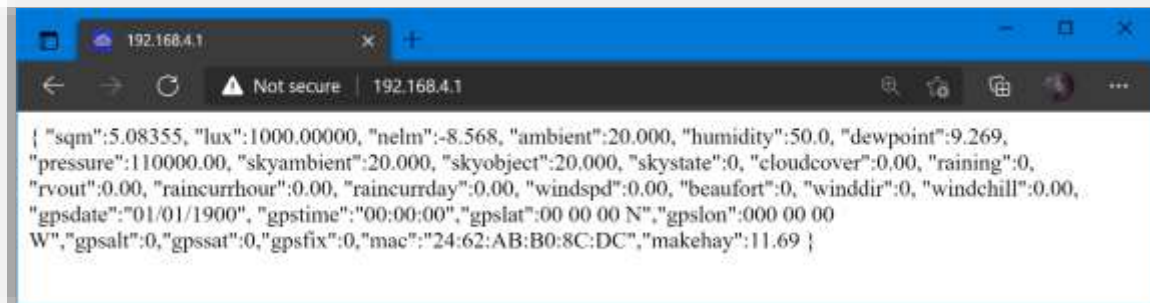 192.168.4.1
Not secure | 192.168.4.1
{ "sqm":5.08355, "lux":1000.00000, "nelm":-8.568, "ambient":20.000, "humidity":50.0, "dewpoint":9.269,
"pressure":110000.00, "skyambient":20.000, "skyobject":20.000, "skystate":0, "cloudcover":0.00, "raining":0,
"rvout":0.00, "raincurrhour":0.00, "raincurrday":0.00, "windspd":0.00, "beaufort":0, "winddir":0, "windchill":0.00,
"gpsdate":"01/01/1900", "gpstime":"00:00:00","gpslat":00 00 00 N","gpslon":000 00 00
W","gpsalt":0,"gpssat":0,"gpsfix":0,"mac":"24:62:AB:B0:8C:DC","makehay":11.69 }